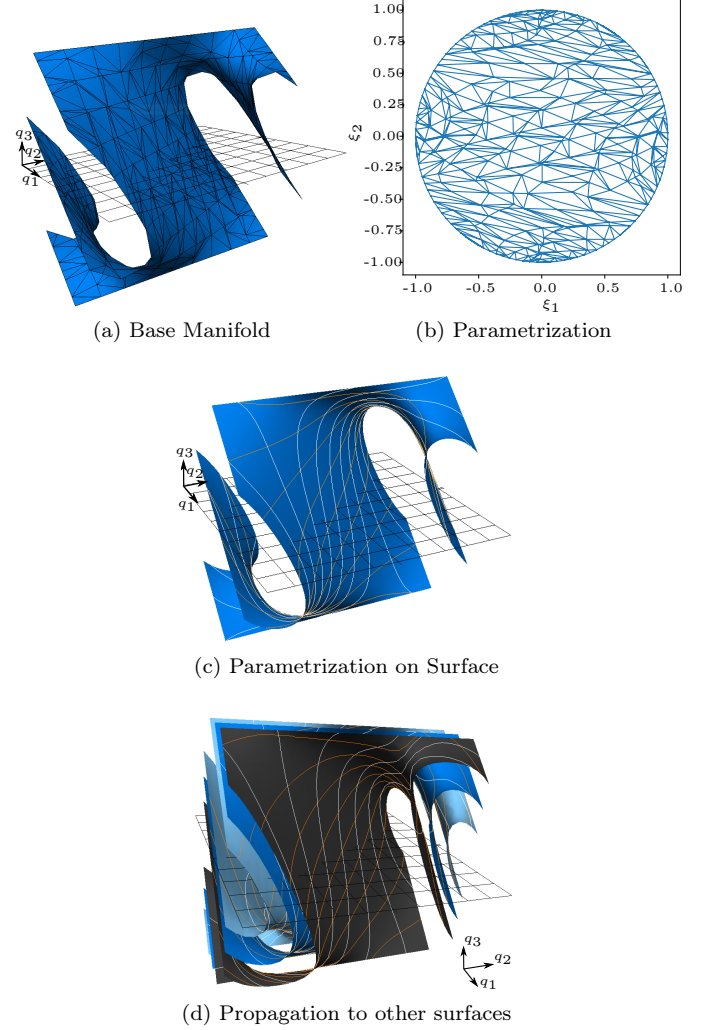 q3
q2
q1
1.00
0.75
0.50
0.25
0.00
-0.25
-0.50
-0.75
-1.00
ξ2
-1.0 -0.5 0.0 0.5 1.0
ξ1
(a) Base Manifold
(b) Parametrization
q3
q2
q1
(c) Parametrization on Surface
q3
q2
q1
(d) Propagation to other surfaces